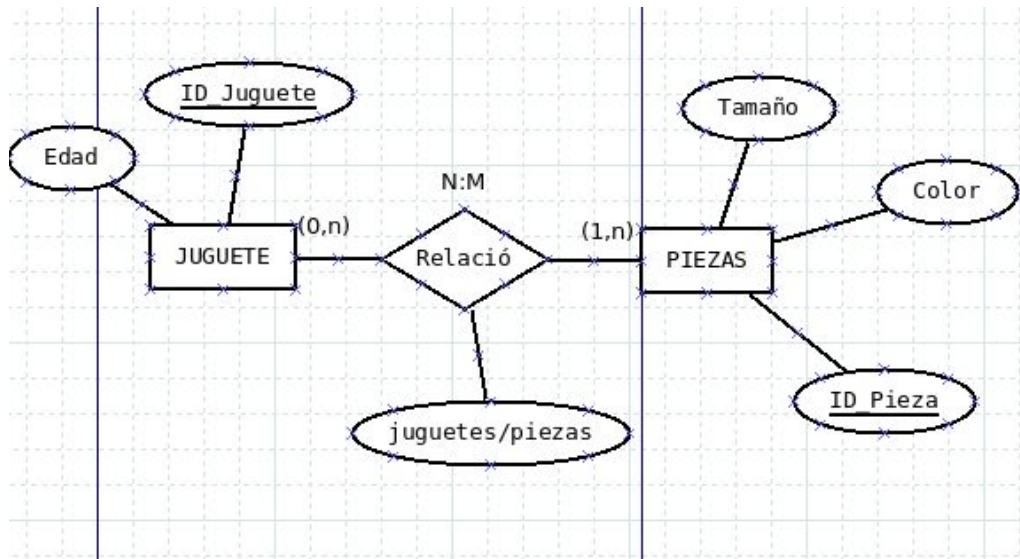 ID_Juguete
Edad
JUGUETE
(0,n)
N:M
Relació
(1,n)
PIEZAS
Tamaño
Color
ID_Pieza
juguetes/piezas